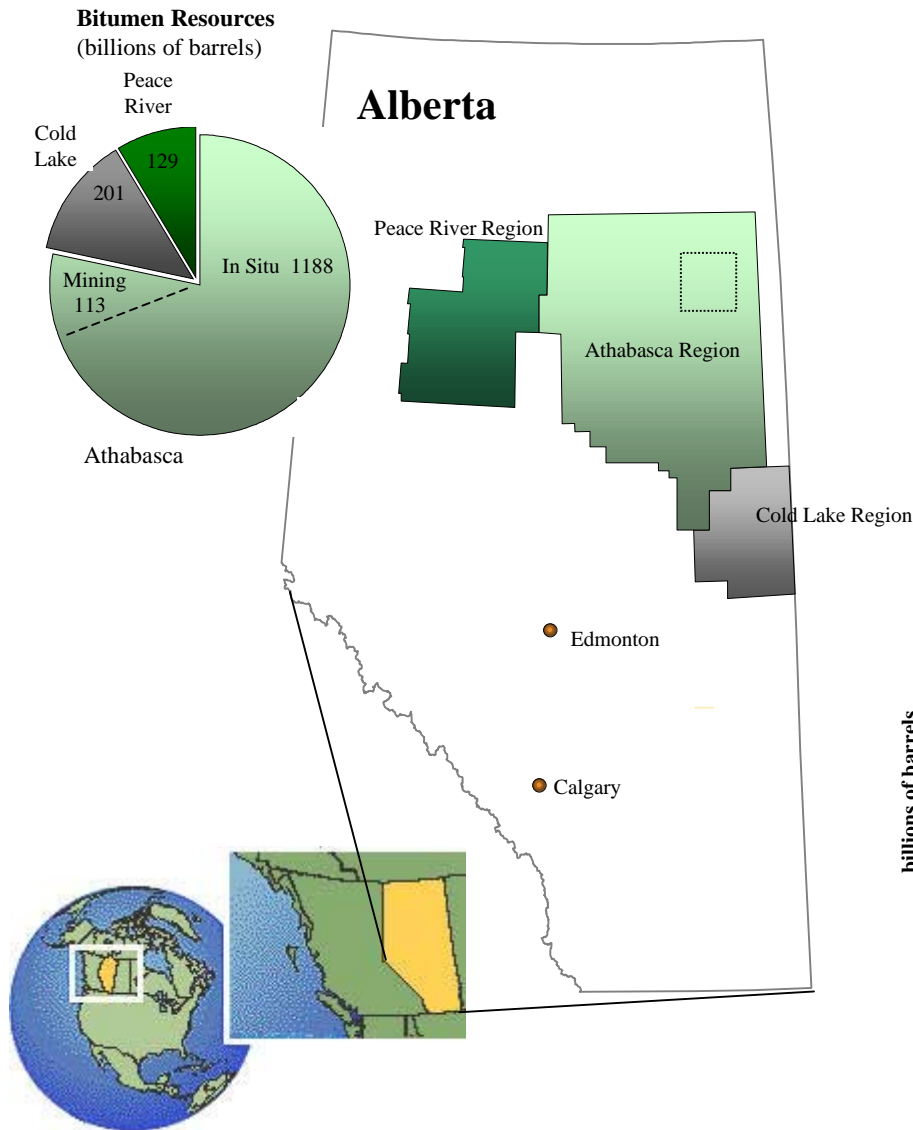 Bitumen Resources
(billions of barrels)
Peace
River
Cold
Lake
129
201
In Situ 1188
Mining
113
Athabasca
Alberta
Peace River Region
Athabasca Region
Cold Lake Region
Edmonton
Calgary
billions of barrels